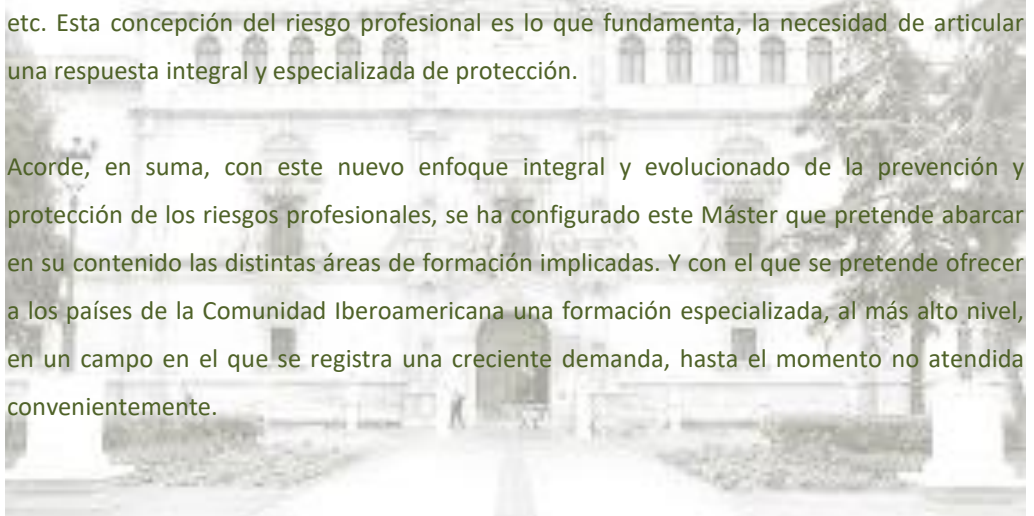 etc. Esta concepción del riesgo profesional es lo que fundamenta, la necesidad de articular
una respuesta integral y especializada de protección.
Acorde, en suma, con este nuevo enfoque integral y evolucionado de la prevención y
protección de los riesgos profesionales, se ha configurado este Máster que pretende abarcar
en su contenido las distintas áreas de formación implicadas. Y con el que se pretende ofrecer
a los países de la Comunidad Iberoamericana una formación especializada, al más alto nivel,
en un campo en el que se registra una creciente demanda, hasta el momento no atendida
convenientemente.